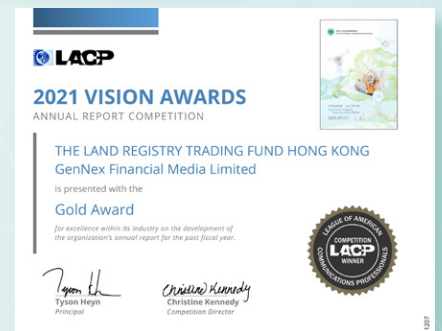 LACP
2021 VISION AWARDS
ANNUAL REPORT COMPETITION
THE LAND REGISTRY TRADING FUND HONG KONG
GenNex Financial Media Limited
is presented with the
Gold Award
for excellence within its industry on the development of
the organization's annual report for the past fiscal year.
Tyson Heyn
Principal
Christine Kennedy
Christine Kennedy
Competition Director
LEAGUE OF AMERICAN
COMPETITION
LACP
WINNER
COMMUNICATIONS PROFESSIONALS
1207